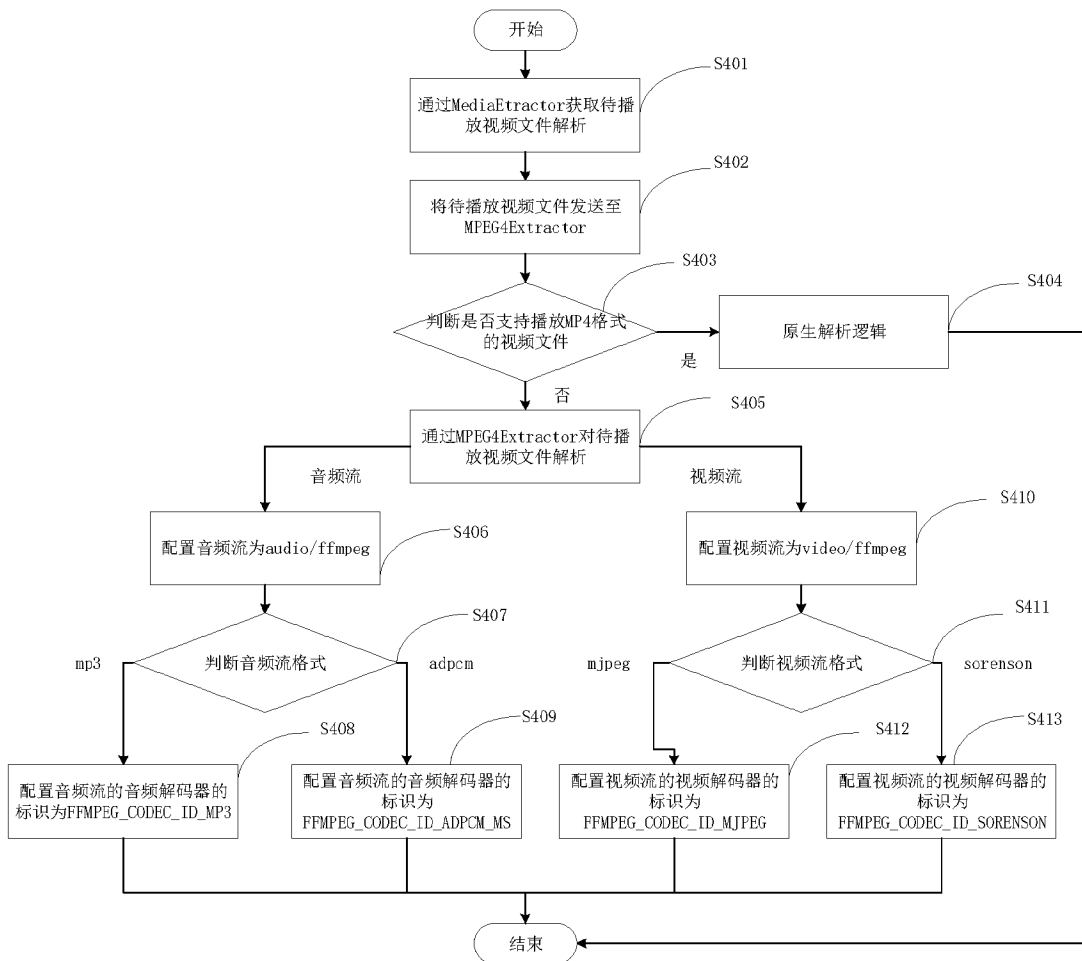 开始
S401
通过MediaEtractor获取待播
放视频文件解析
S402
将待播放视频文件发送至
MPEG4Extractor
S403
判断是否支持播放MP4格式
的视频文件
是
S404
原生解析逻辑
否
S405
通过MPEG4Extractor对待播
放视频文件解析
音频流
视频流
S406
配置音频流为audio/ffmpeg
S410
配置视频流为video/ffmpeg
S407
mp3
判断音频流格式
adpcm
S411
mjpeg
判断视频流格式
sorenson
S408
配置音频流的音频解码器的
标识为FFMPEG_CODEC_ID_MP3
S409
配置音频流的音频解码器的
标识为
FFMPEG_CODEC_ID_ADPCM_MS
S412
配置视频流的视频解码器的
标识为
FFMPEG_CODEC_ID_MJPEG
S413
配置视频流的视频解码器的
标识为
FFMPEG_CODEC_ID_SORENSON
结束